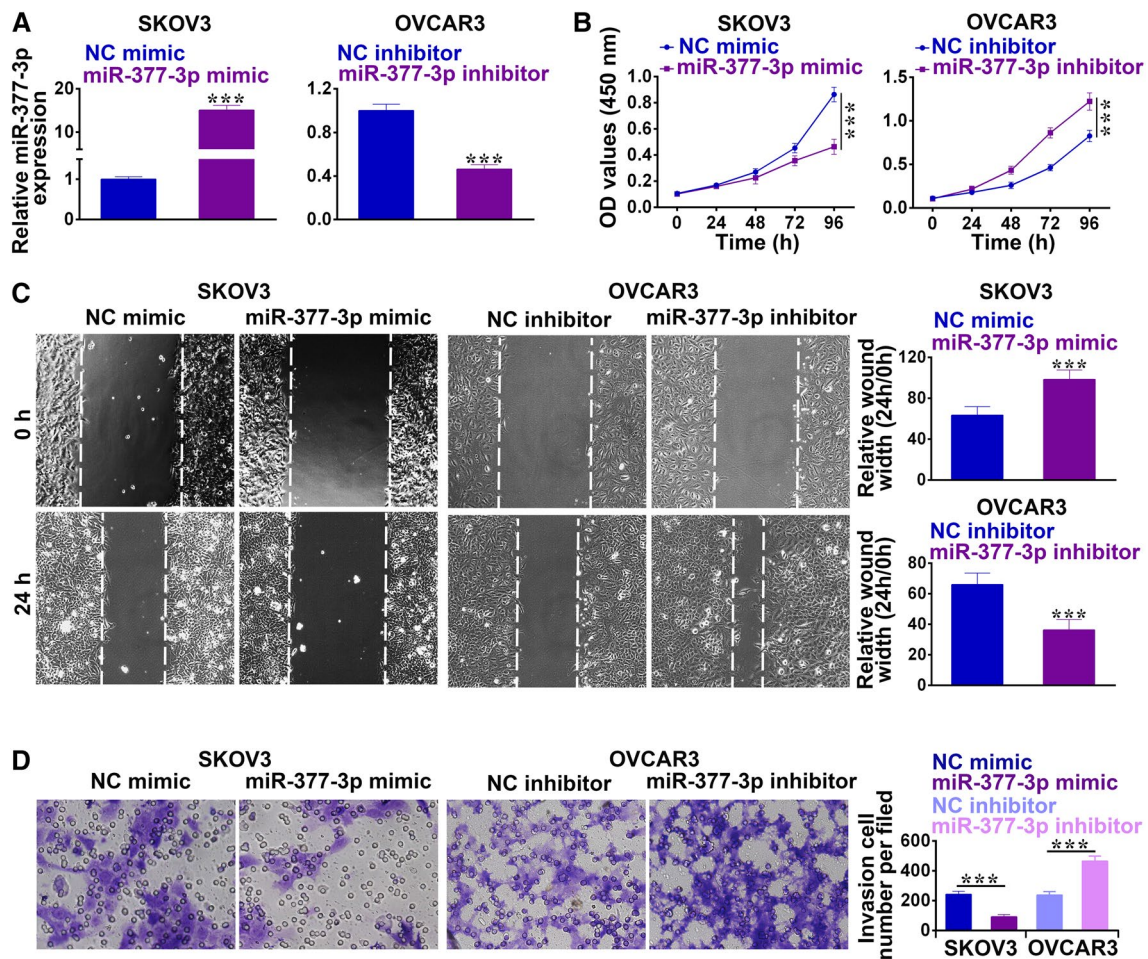 A
SKOV3
NC mimic
miR-377-3p mimic
Relative miR-377-3p
expression
20
10
1
0
***
OVCAR3
NC inhibitor
miR-377-3p inhibitor
1.2
0.8
0.4
0.0
***
B
SKOV3
NC mimic
miR-377-3p mimic
OD values (450 nm)
1.0
0.8
0.6
0.4
0.2
0.0
***
0 24 48 72 96
Time (h)
OVCAR3
NC inhibitor
miR-377-3p inhibitor
1.5
1.0
0.5
0.0
***
0 24 48 72 96
Time (h)
C
SKOV3
NC mimic miR-377-3p mimic
OVCAR3
NC inhibitor miR-377-3p inhibitor
0 h
24 h
SKOV3
NC mimic
miR-377-3p mimic
Relative wound
width (24h/0h)
120
80
40
0
***
OVCAR3
NC inhibitor
miR-377-3p inhibitor
Relative wound
width (24h/0h)
80
60
40
20
0
***
D
SKOV3
NC mimic miR-377-3p mimic
OVCAR3
NC inhibitor miR-377-3p inhibitor
NC mimic
miR-377-3p mimic
NC inhibitor
miR-377-3p inhibitor
Invasion cell
number per filed
600
400
200
0
***
***
SKOV3 OVCAR3